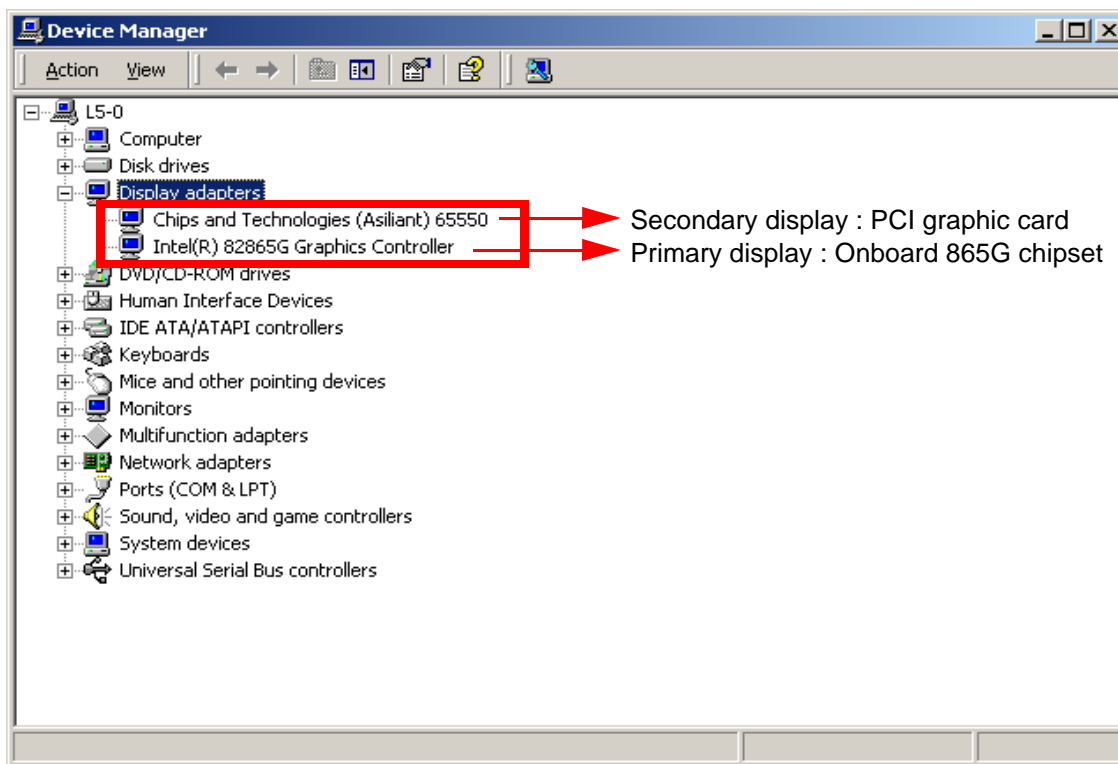 Device Manager
Action View
L5-0
Computer
Disk drives
Display adapters
Chips and Technologies (Asiliant) 65550
Secondary display : PCI graphic card
Intel(R) 82865G Graphics Controller
Primary display : Onboard 865G chipset
DVD/CD-ROM drives
Human Interface Devices
IDE ATA/ATAPI controllers
Keyboards
Mice and other pointing devices
Monitors
Multifunction adapters
Network adapters
Ports (COM & LPT)
Sound, video and game controllers
System devices
Universal Serial Bus controllers